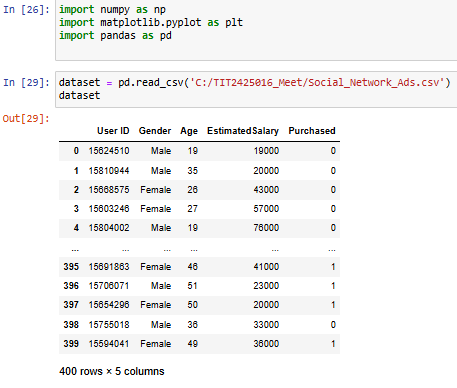 In [26]: import numpy as np
import matplotlib.pyplot as plt
import pandas as pd
In [29]: dataset = pd.read_csv('C:/TIT2425016_Meet/Social_Network_Ads.csv')
dataset
Out[29]:
User ID Gender Age EstimatedSalary Purchased
0 15624510 Male 19 19000 0
1 15810944 Male 35 20000 0
2 15668575 Female 26 43000 0
3 15603246 Female 27 57000 0
4 15804002 Male 19 76000 0
... ... ... ... ... ...
395 15691863 Female 46 41000 1
396 15706071 Male 51 23000 1
397 15654296 Female 50 20000 1
398 15755018 Male 36 33000 0
399 15594041 Female 49 36000 1
400 rows × 5 columns